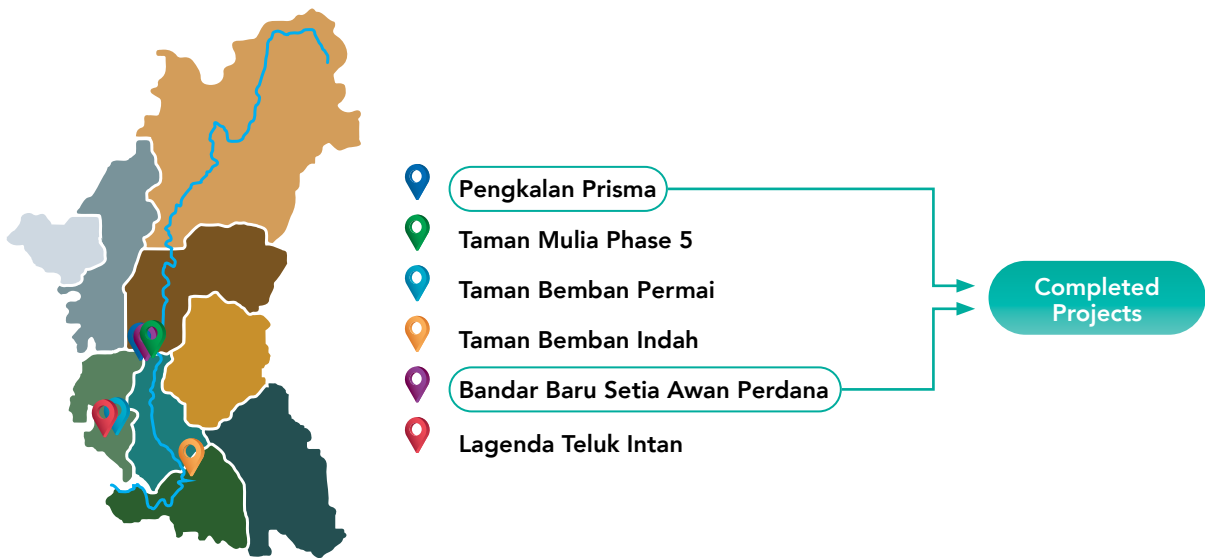 Pengkalan Prisma
Taman Mulia Phase 5
Taman Bemban Permai
Taman Bemban Indah
Bandar Baru Setia Awan Perdana
Lagenda Teluk Intan
Completed
Projects